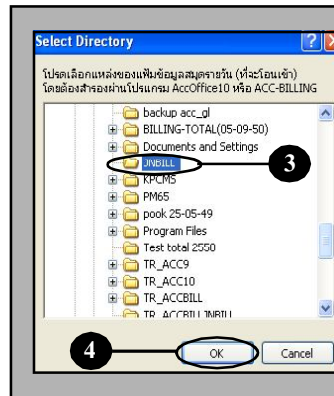 Select Directory
โปรดเลือกแหล่งของแฟ้มข้อมูลสมุดรายวัน (ที่จะโอนเข้า)
โดยต้องสำรองผ่านโปรแกรม AccOffice10 หรือ ACC-BILLING
backup acc_gl
BILLING-TOTAL(05-09-50)
Documents and Settings
JNBILL
3
KPCMS
PM65
pook 25-05-49
Program Files
Test total 2550
TR_ACC9
TR_ACC10
TR_ACCBILL
TR_ACCBILLJNBILL
4
OK
Cancel